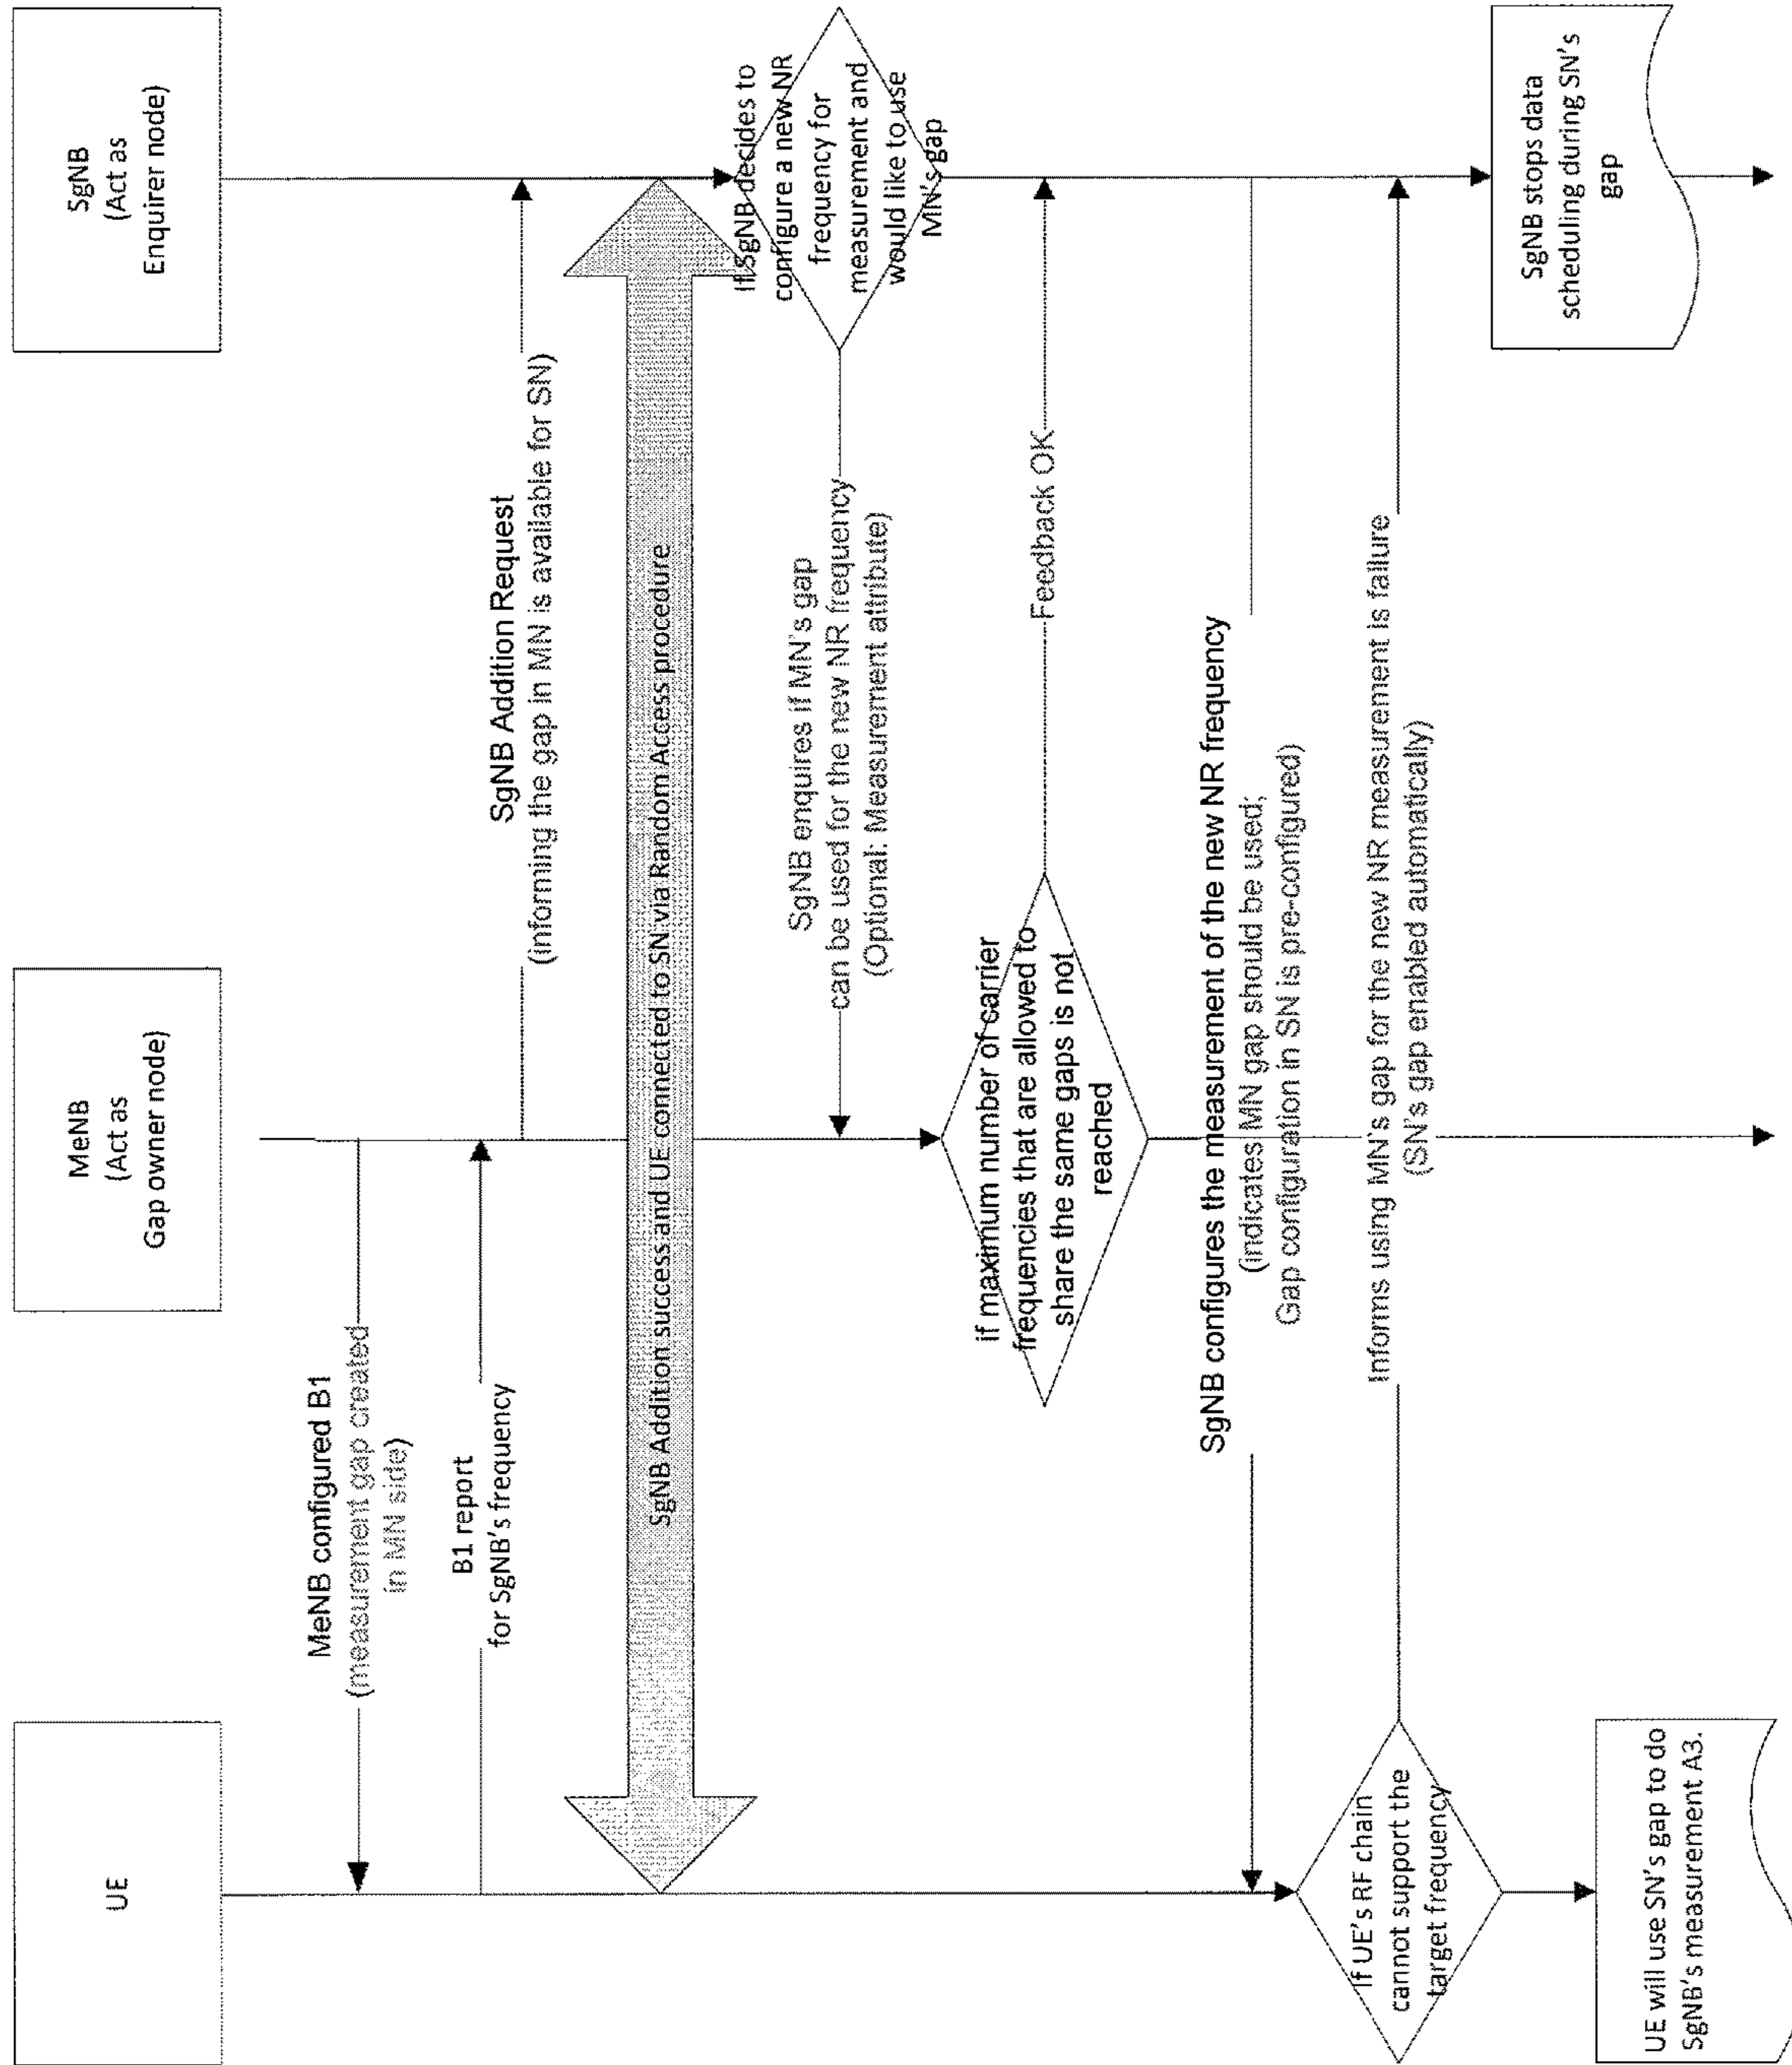 UE
MeNB
(Act as
Gap owner node)
SgNB
(Act as
Enquirer node)
MeNB configured B1
(measurement gap created
in MN side)
B1 report
for SgNB's frequency
SgNB Addition Request
(informing the gap in MN is available for SN)
SgNB Addition success and UE connected to SN via Random Access procedure
If SgNB decides to
configure a new NR
frequency for
measurement and
would like to use
MN's gap
SgNB enquires if MN's gap
can be used for the new NR frequency
(Optional: Measurement attribute)
if maximum number of carrier
frequencies that are allowed to
share the same gaps is not
reached
Feedback OK
SgNB configures the measurement of the new NR frequency
(indicates MN gap should be used;
Gap configuration in SN is pre-configured)
If UE's RF chain
cannot support the
target frequency
Informs using MN's gap for the new NR measurement is failure
(SN's gap enabled automatically)
SgNB stops data
scheduling during SN's
gap
UE will use SN's gap to do
SgNB's measurement A3.